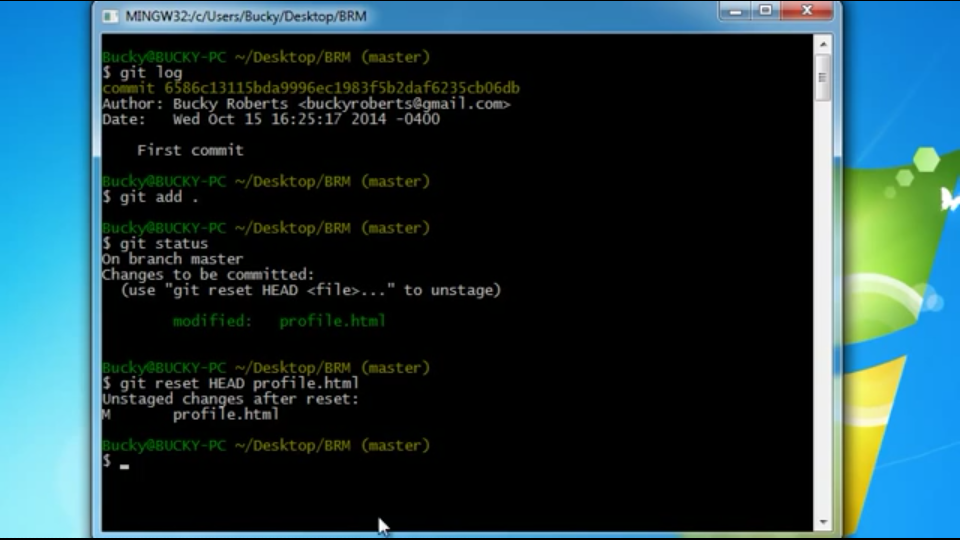 MINGW32:/c/Users/Bucky/Desktop/BRM
Bucky@BUCKY-PC ~/Desktop/BRM (master)
$ git log
commit 6586c13115bda9996ec1983f5b2daf6235cb06db
Author: Bucky Roberts <buckyroberts@gmail.com>
Date:   Wed Oct 15 16:25:17 2014 -0400
First commit
Bucky@BUCKY-PC ~/Desktop/BRM (master)
$ git add .
Bucky@BUCKY-PC ~/Desktop/BRM (master)
$ git status
On branch master
Changes to be committed:
(use "git reset HEAD <file>..." to unstage)
modified:   profile.html
Bucky@BUCKY-PC ~/Desktop/BRM (master)
$ git reset HEAD profile.html
Unstaged changes after reset:
M       profile.html
Bucky@BUCKY-PC ~/Desktop/BRM (master)
$ _